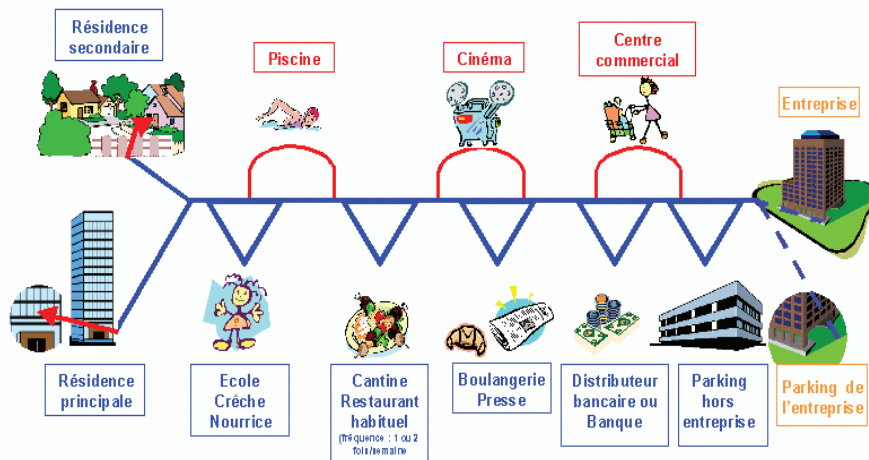 Résidence
secondaire
Piscine
Cinéma
Centre
commercial
Entreprise
Résidence
principale
Ecole
Crêche
Nourrice
Cantine
Restaurant
habituel
(fréquence : 1 ou 2
fois/semaine
Boulangerie
Presse
Distributeur
bancaire ou
Banque
Parking
hors
entreprise
Parking de
l'entreprise